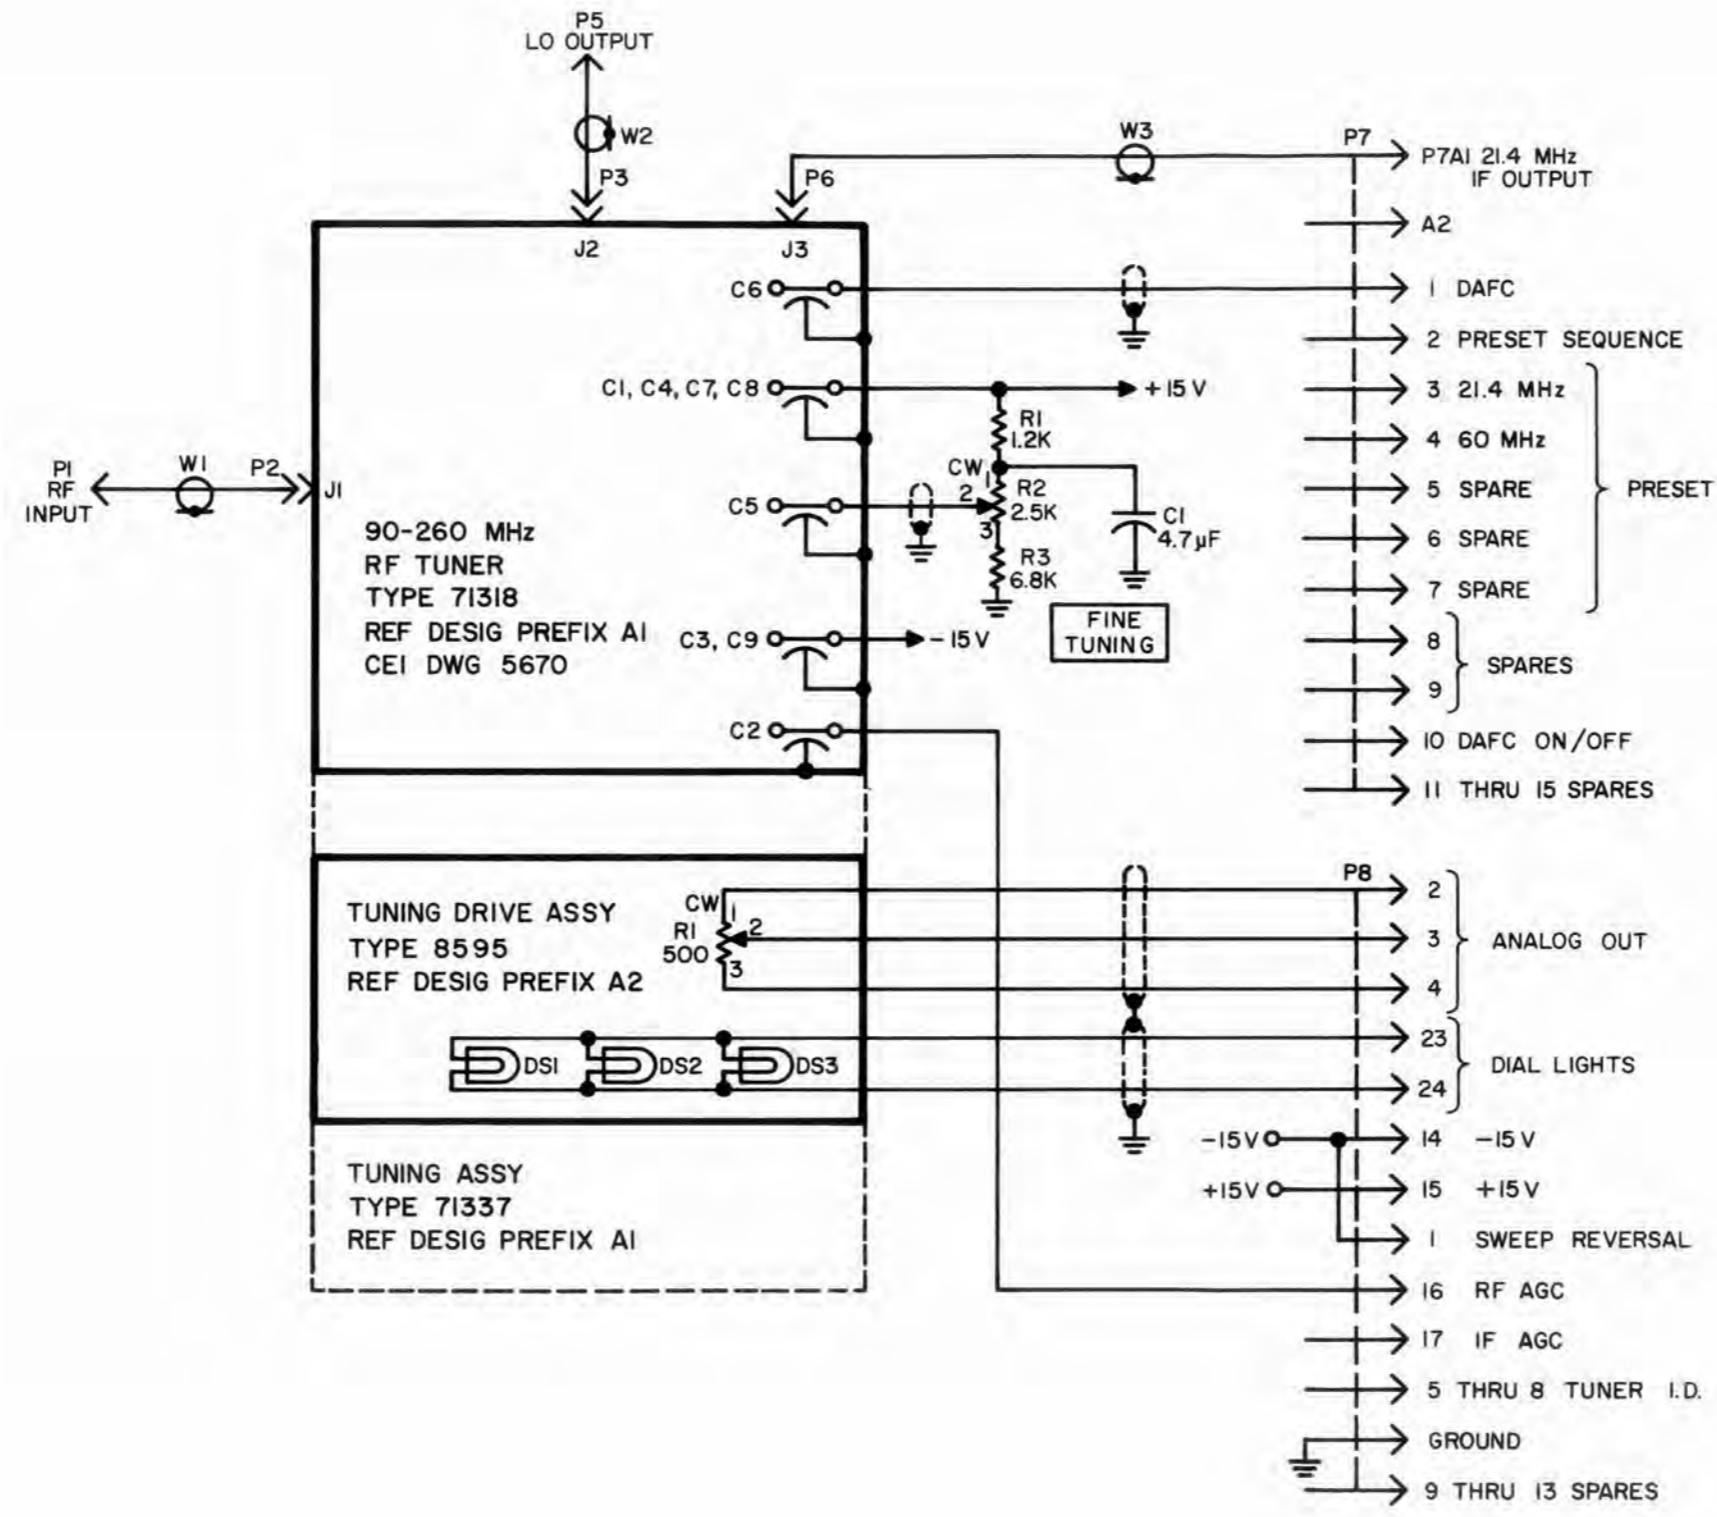 P5
LO OUTPUT
W2
P3
P6
W3
P7
P7A1 21.4 MHz
IF OUTPUT
A2
J2
J3
C6
1 DAFC
2 PRESET SEQUENCE
C1, C4, C7, C8
+15V
3 21.4 MHz
4 60 MHz
5 SPARE
6 SPARE
7 SPARE
PRESET
R1
1.2K
CW
1
2
R2
2.5K
3
R3
6.8K
C1
4.7µF
FINE
TUNING
P1
RF
INPUT
W1
P2
J1
C5
90-260 MHz
RF TUNER
TYPE 71318
REF DESIG PREFIX A1
CEI DWG 5670
C3, C9
-15V
8
9
SPARES
C2
10 DAFC ON/OFF
11 THRU 15 SPARES
P8
TUNING DRIVE ASSY
TYPE 8595
REF DESIG PREFIX A2
CW
1
R1
500
2
3
2
3
4
ANALOG OUT
DS1
DS2
DS3
23
24
DIAL LIGHTS
-15V
14 -15V
+15V
15 +15V
1 SWEEP REVERSAL
TUNING ASSY
TYPE 71337
REF DESIG PREFIX A1
16 RF AGC
17 IF AGC
5 THRU 8 TUNER I.D.
GROUND
9 THRU 13 SPARES